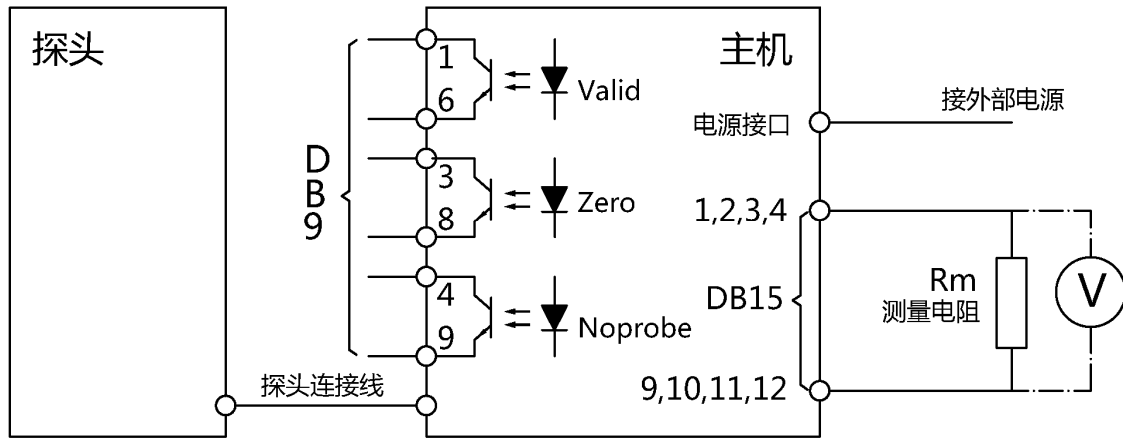 探头
主机
D
B
9
1
6
Valid
3
8
Zero
4
9
Noprobe
探头连接线
电源接口
接外部电源
1,2,3,4
DB15
9,10,11,12
Rm
测量电阻
V